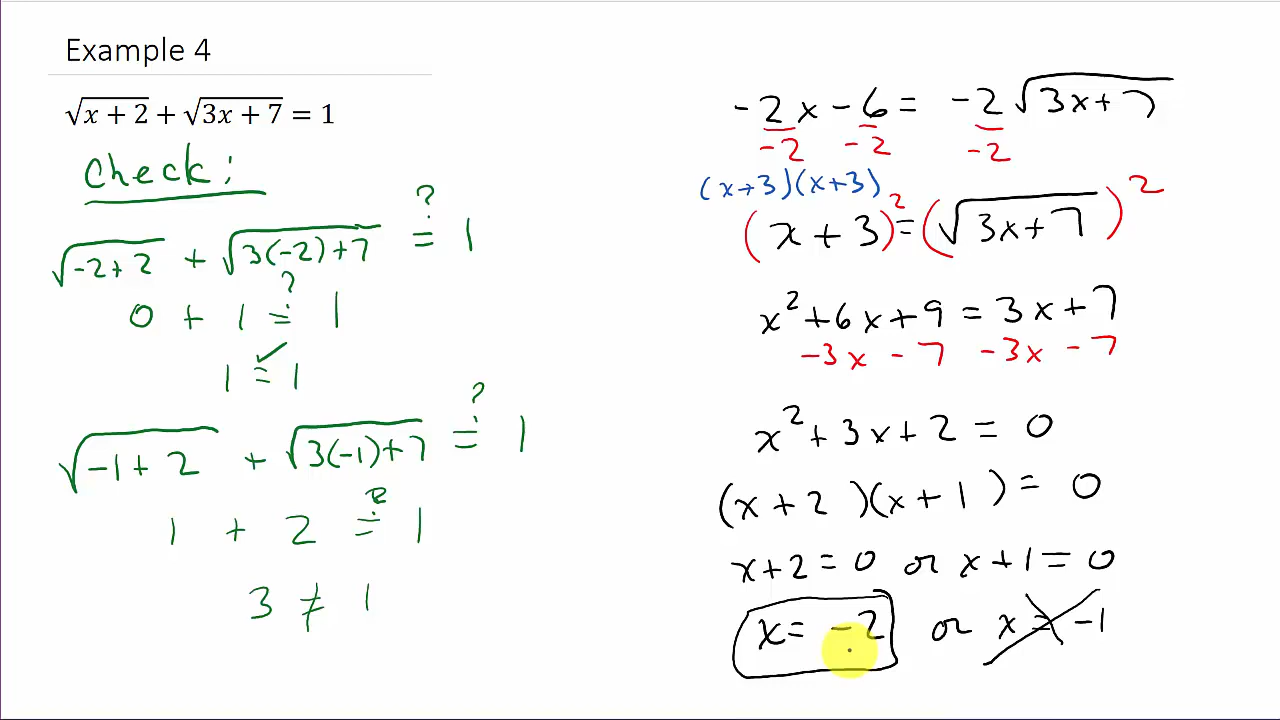 Example 4
√x + 2 + √3x + 7 = 1
Check:
√-2+2 + √3(-2)+7 ≟ 1
0 + 1 ≟ 1
1 = 1 ✓
√-1+2 + √3(-1)+7 ≟ 1
1 + 2 ≟ 1
3 ≠ 1
-2x - 6 = -2√3x+7
-2 -2 -2
(x+3)(x+3)
(x+3)² = (√3x+7)²
x² + 6x + 9 = 3x + 7
-3x - 7 -3x - 7
x² + 3x + 2 = 0
(x + 2)(x + 1) = 0
x+2 = 0 or x+1 = 0
x = -2 or x = -1